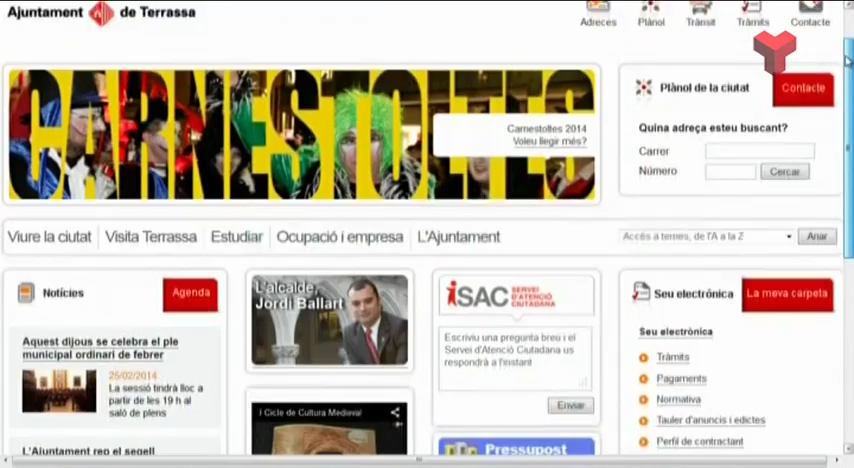 Ajuntament de Terrassa
Adreces
Plànol
Trànsit
Tràmits
Contacte
CARNESTOLTES
Carnestoltes 2014
Voleu llegir més?
Plànol de la ciutat
Contacte
Quina adreça esteu buscant?
Carrer
Número
Cercar
Viure la ciutat
Visita Terrassa
Estudiar
Ocupació i empresa
L'Ajuntament
Accés a temes, de l'A a la Z
Anar
Notícies
Agenda
Aquest dijous se celebra el ple
municipal ordinari de febrer
25/02/2014
La sessió tindrà lloc a
partir de les 19 h al
saló de plens
L'Ajuntament rep el segell
L'alcalde,
Jordi Ballart
I Cicle de Cultura Medieval
iSAC SERVEI
D'ATENCIÓ
CIUTADANA
Escriviu una pregunta breu i el
Servei d'Atenció Ciutadana us
respondrà a l'instant
Enviar
Pressupost
Seu electrònica
La meva carpeta
Seu electrònica
Tràmits
Pagaments
Normativa
Tauler d'anuncis i edictes
Perfil de contractant